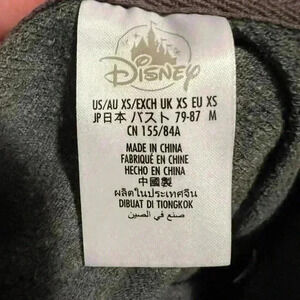 Disney
US/AU XS/EXCH UK XS EU XS
JP日本 バスト 79-87 M
CN 155/84A
MADE IN CHINA
FABRIQUÉ EN CHINE
HECHO EN CHINA
中國製
ผลิตในประเทศจีน
DIBUAT DI TIONGKOK
صنع في الصين